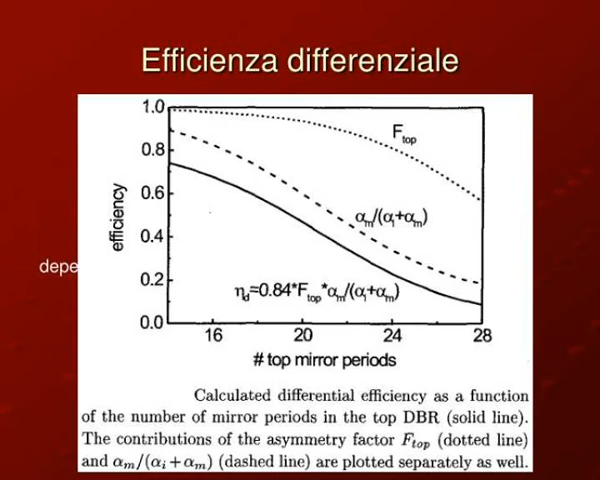 Efficienza differenziale
1.0
F_top
0.8
0.6
α_m/(α_i+α_m)
efficiency
0.4
depe
0.2
η_d=0.84*F_top*α_m/(α_i+α_m)
0.0
16 20 24 28
# top mirror periods
Calculated differential efficiency as a function
of the number of mirror periods in the top DBR (solid line).
The contributions of the asymmetry factor F_top (dotted line)
and α_m/(α_i+α_m) (dashed line) are plotted separately as well.